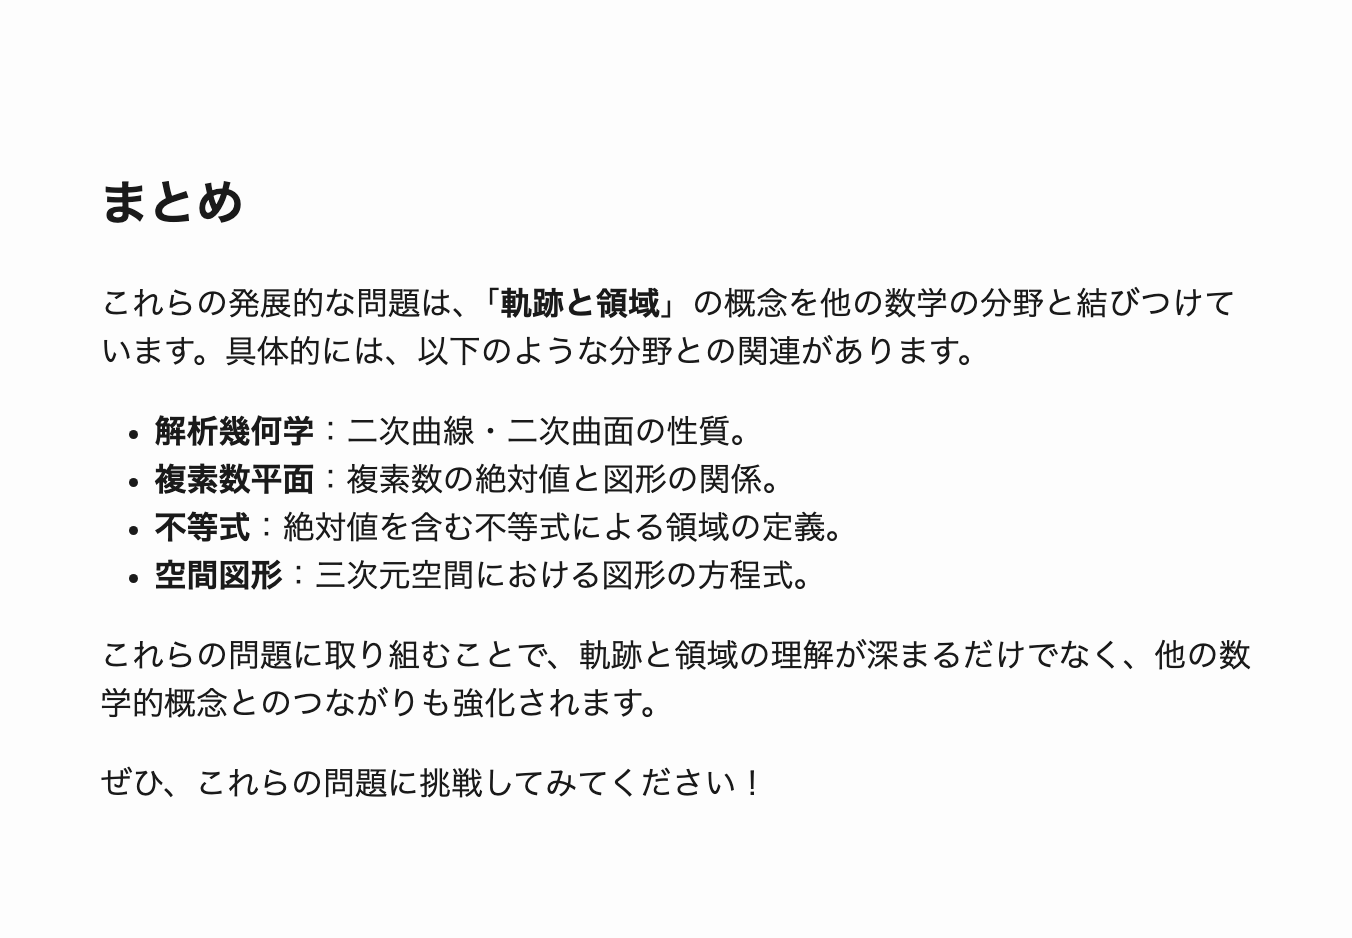 まとめ
これらの発展的な問題は、「軌跡と領域」の概念を他の数学の分野と結びつけて
います。具体的には、以下のような分野との関連があります。
• 解析幾何学：二次曲線・二次曲面の性質。
• 複素数平面：複素数の絶対値と図形の関係。
• 不等式：絶対値を含む不等式による領域の定義。
• 空間図形：三次元空間における図形の方程式。
これらの問題に取り組むことで、軌跡と領域の理解が深まるだけでなく、他の数
学的概念とのつながりも強化されます。
ぜひ、これらの問題に挑戦してみてください！